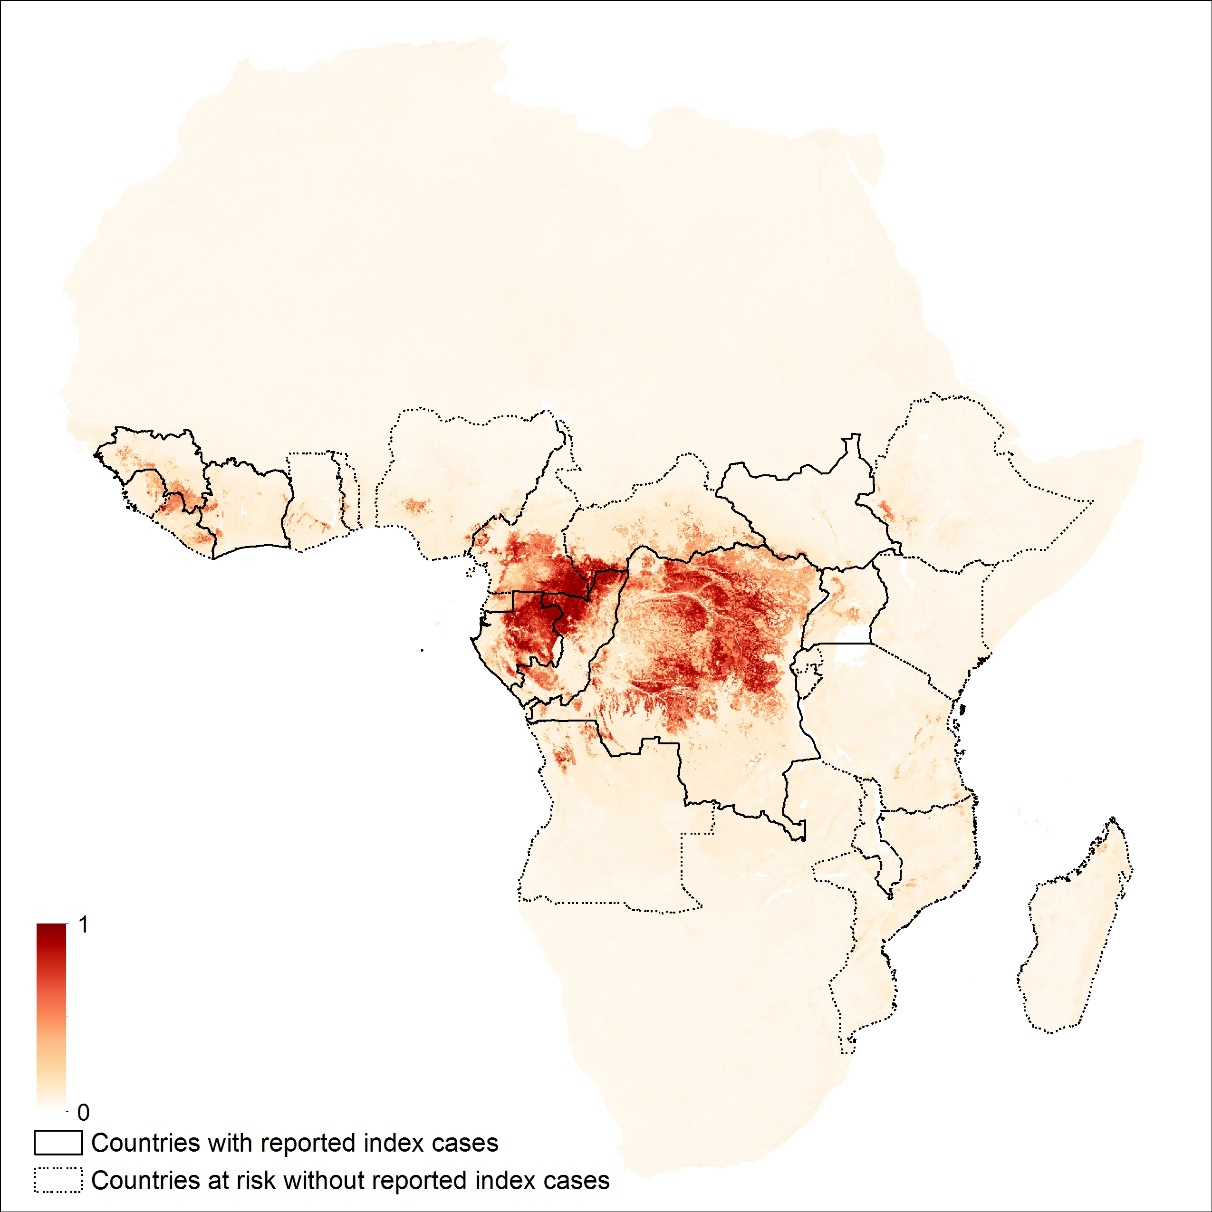 1
0
Countries with reported index cases
Countries at risk without reported index cases